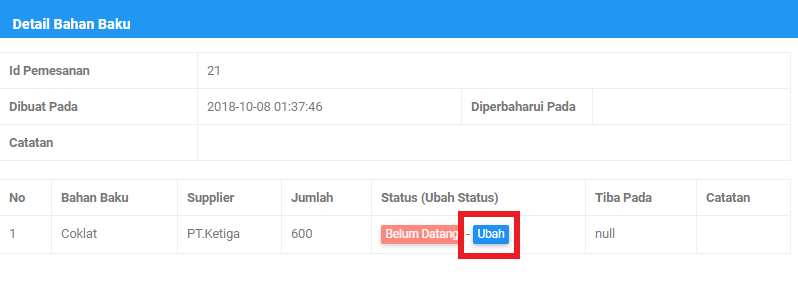 Detail Bahan Baku
Id Pemesanan 21
Dibuat Pada 2018-10-08 01:37:46 Diperbaharui Pada
Catatan
No Bahan Baku Supplier Jumlah Status (Ubah Status) Tiba Pada Catatan
1 Coklat PT.Ketiga 600 Belum Datang - Ubah null